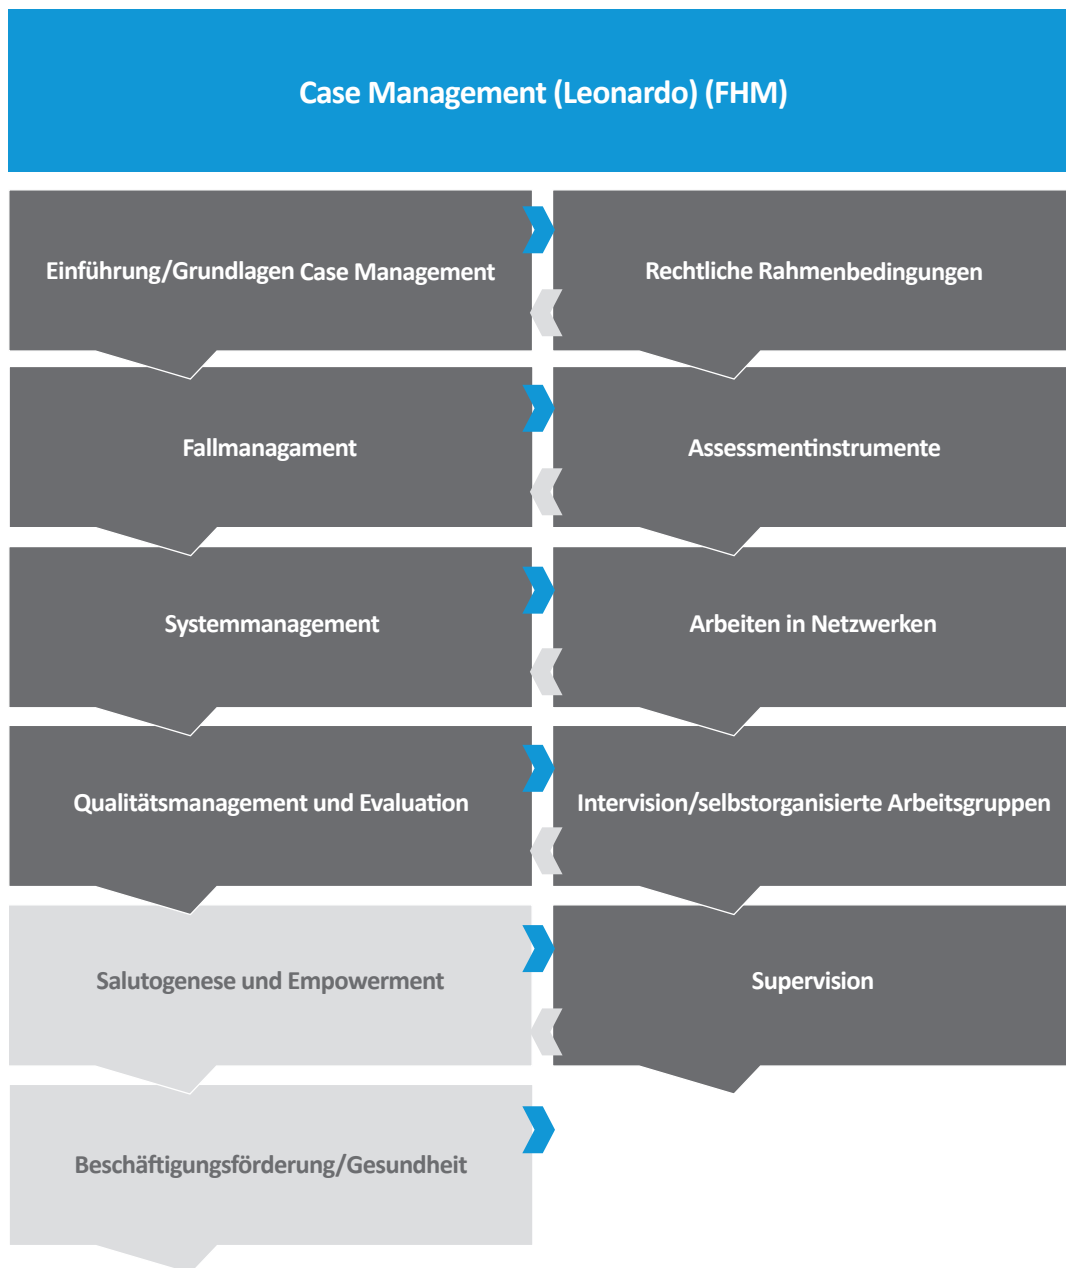 Case Management (Leonardo) (FHM)
Einführung/Grundlagen Case Management
Rechtliche Rahmenbedingungen
Fallmanagament
Assessmentinstrumente
Systemmanagement
Arbeiten in Netzwerken
Qualitätsmanagement und Evaluation
Intervision/selbstorganisierte Arbeitsgruppen
Salutogenese und Empowerment
Supervision
Beschäftigungsförderung/Gesundheit